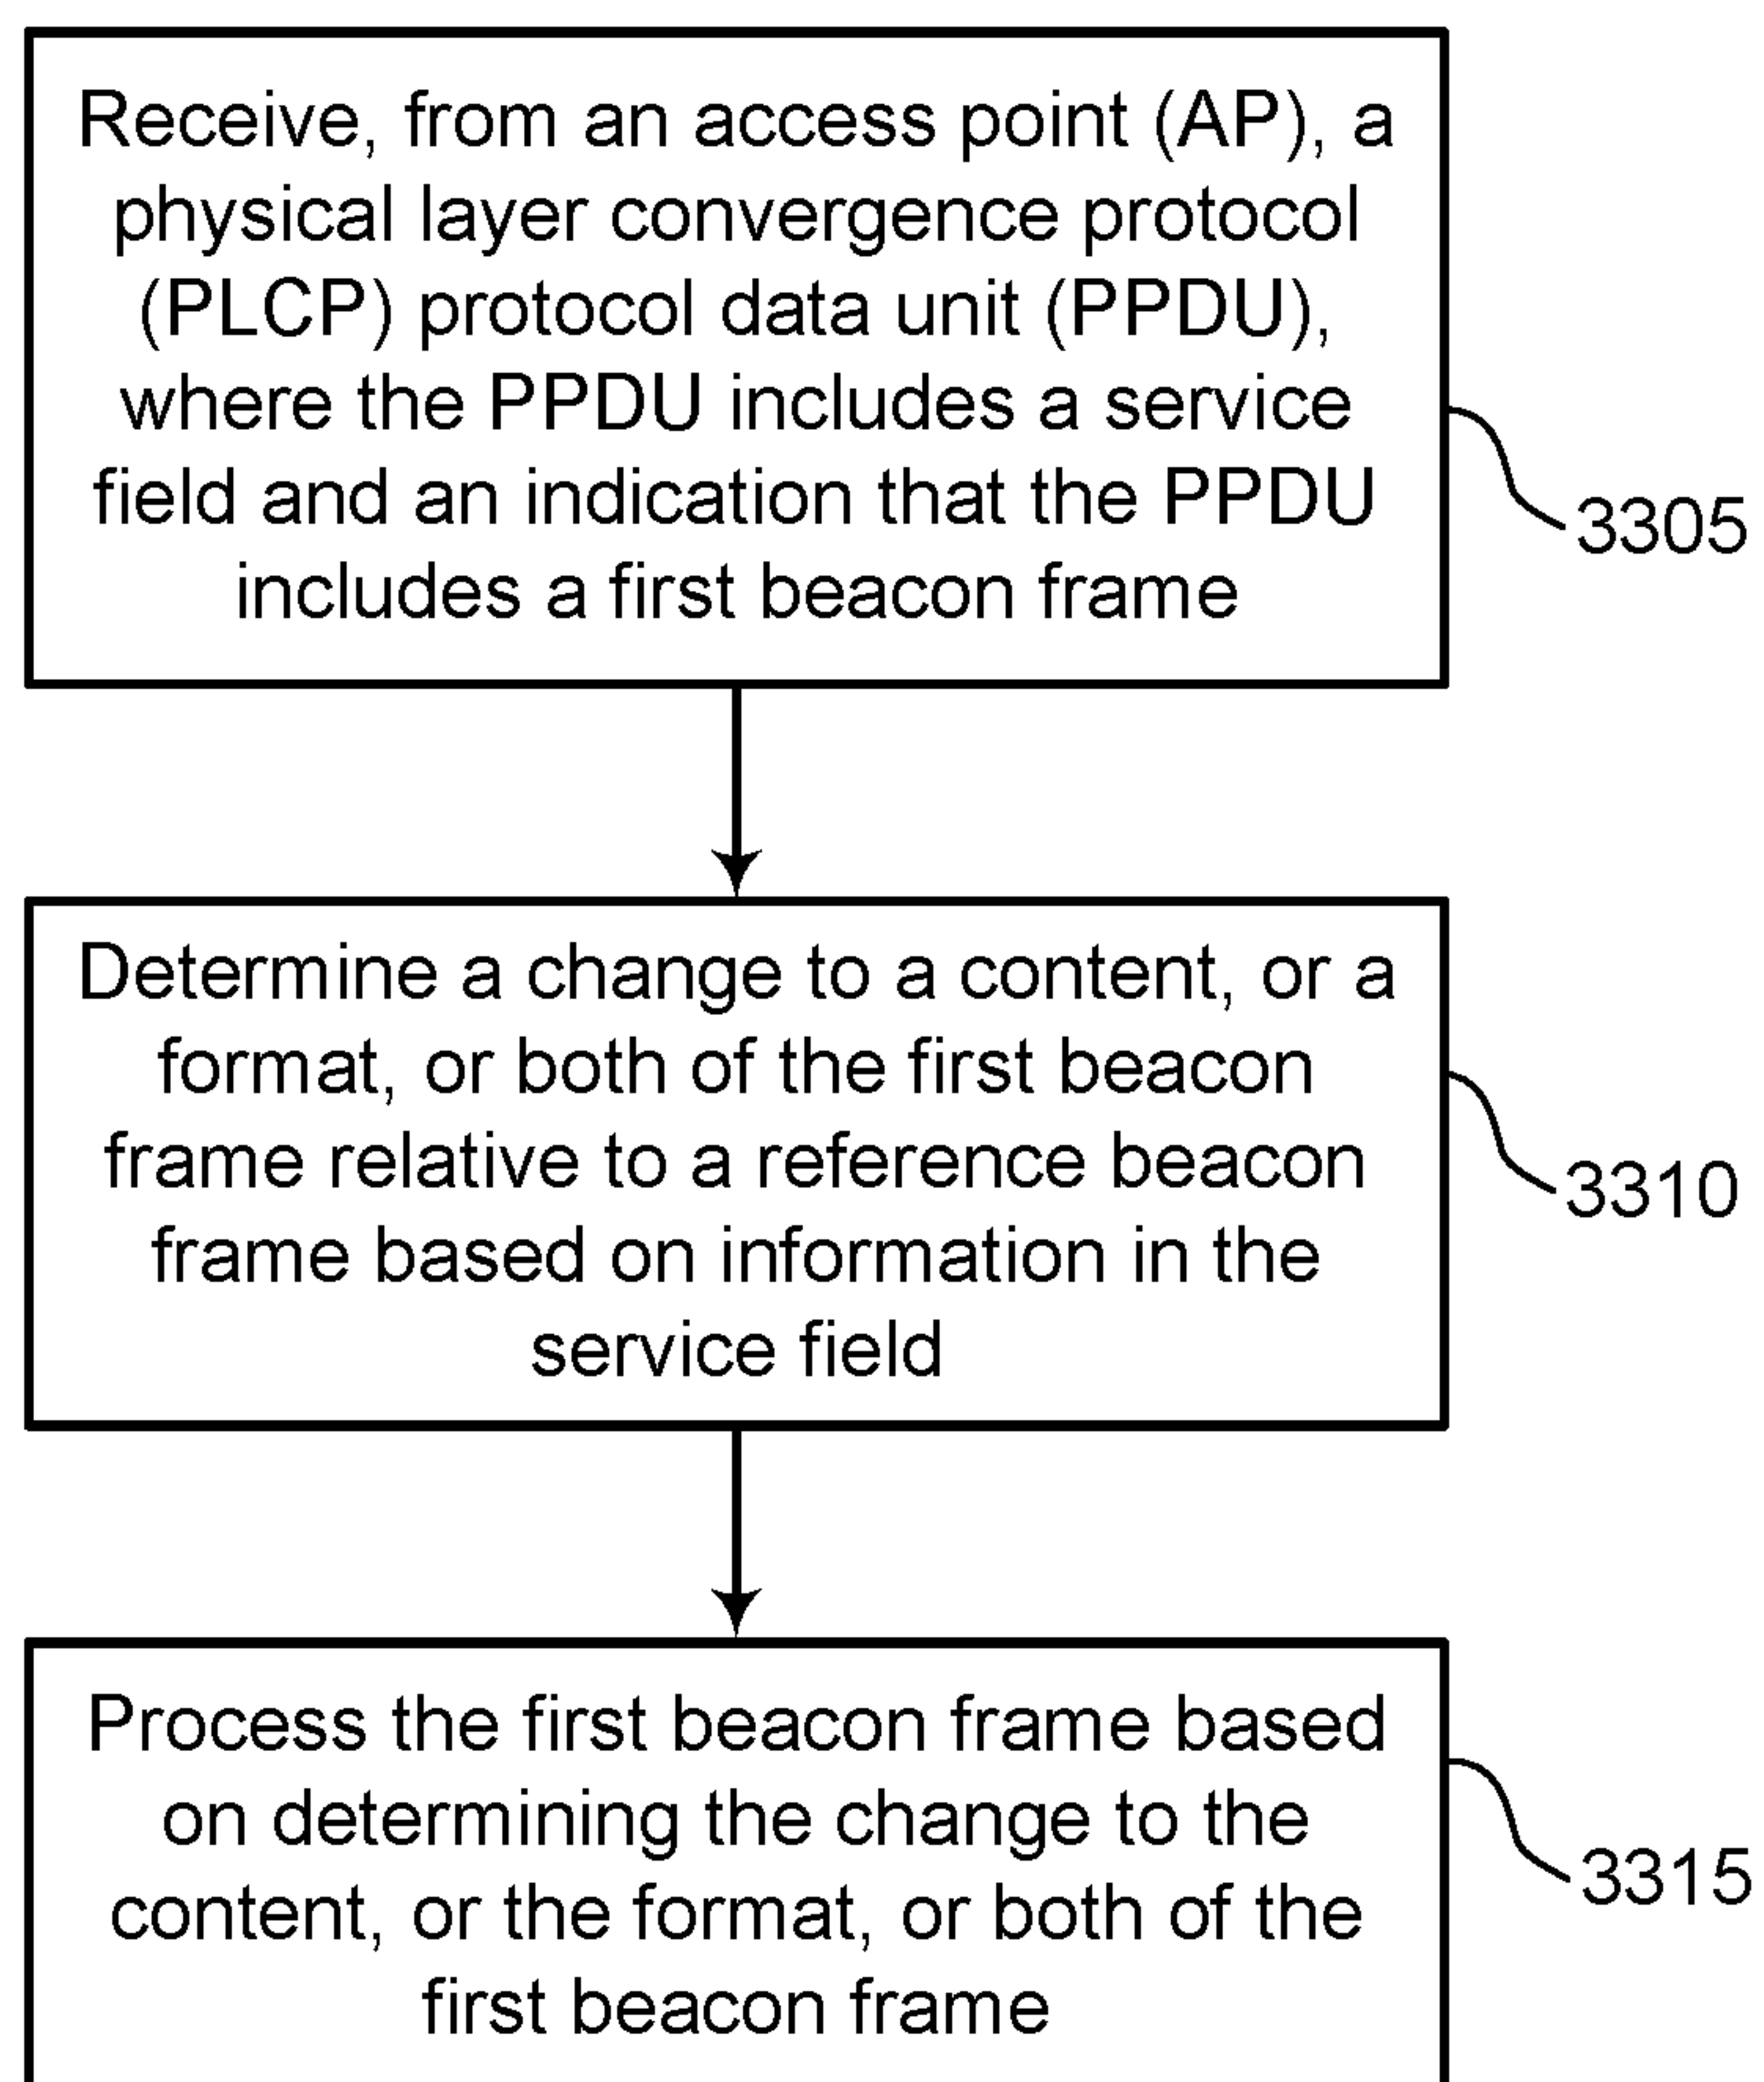 Receive, from an access point (AP), a
physical layer convergence protocol
(PLCP) protocol data unit (PPDU),
where the PPDU includes a service
field and an indication that the PPDU
includes a first beacon frame
3305
Determine a change to a content, or a
format, or both of the first beacon
frame relative to a reference beacon
frame based on information in the
service field
3310
Process the first beacon frame based
on determining the change to the
content, or the format, or both of the
first beacon frame
3315